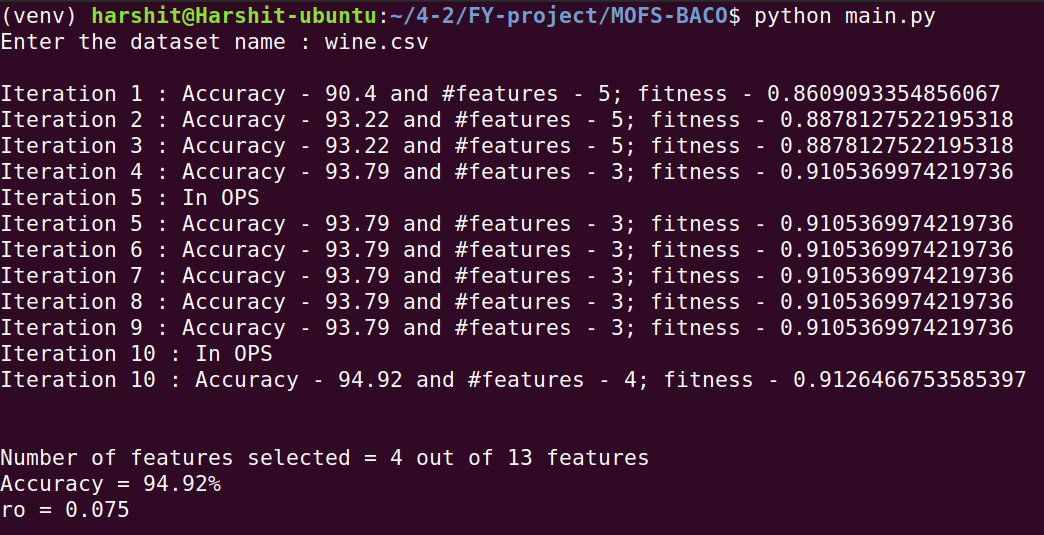 (venv) harshit@Harshit-ubuntu:~/4-2/FY-project/MOFS-BACO$ python main.py
Enter the dataset name : wine.csv
Iteration 1 : Accuracy - 90.4 and #features - 5; fitness - 0.8609093354856067
Iteration 2 : Accuracy - 93.22 and #features - 5; fitness - 0.8878127522195318
Iteration 3 : Accuracy - 93.22 and #features - 5; fitness - 0.8878127522195318
Iteration 4 : Accuracy - 93.79 and #features - 3; fitness - 0.9105369974219736
Iteration 5 : In OPS
Iteration 5 : Accuracy - 93.79 and #features - 3; fitness - 0.9105369974219736
Iteration 6 : Accuracy - 93.79 and #features - 3; fitness - 0.9105369974219736
Iteration 7 : Accuracy - 93.79 and #features - 3; fitness - 0.9105369974219736
Iteration 8 : Accuracy - 93.79 and #features - 3; fitness - 0.9105369974219736
Iteration 9 : Accuracy - 93.79 and #features - 3; fitness - 0.9105369974219736
Iteration 10 : In OPS
Iteration 10 : Accuracy - 94.92 and #features - 4; fitness - 0.9126466753585397
Number of features selected = 4 out of 13 features
Accuracy = 94.92%
ro = 0.075